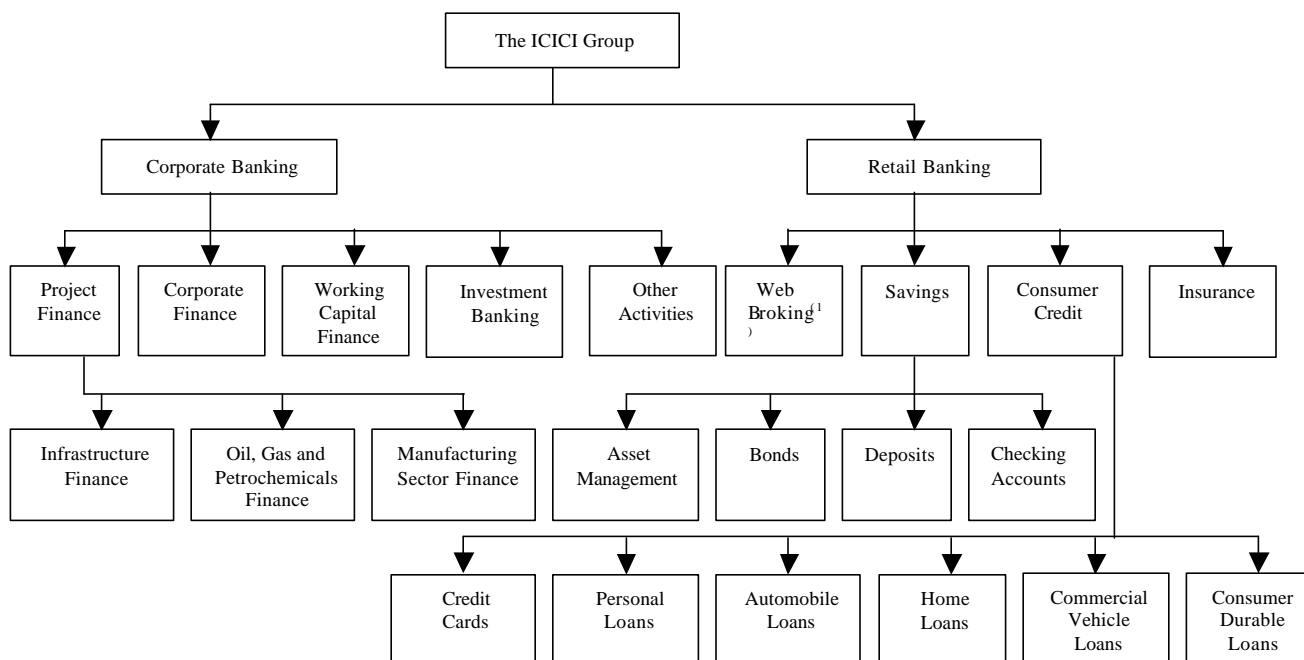 The ICICI Group
Corporate Banking
Retail Banking
Project
Finance
Corporate
Finance
Working
Capital
Finance
Investment
Banking
Other
Activities
Web
Broking(1
)
Savings
Consumer
Credit
Insurance
Infrastructure
Finance
Oil, Gas and
Petrochemicals
Finance
Manufacturing
Sector Finance
Asset
Management
Bonds
Deposits
Checking
Accounts
Credit
Cards
Personal
Loans
Automobile
Loans
Home
Loans
Commercial
Vehicle
Loans
Consumer
Durable
Loans